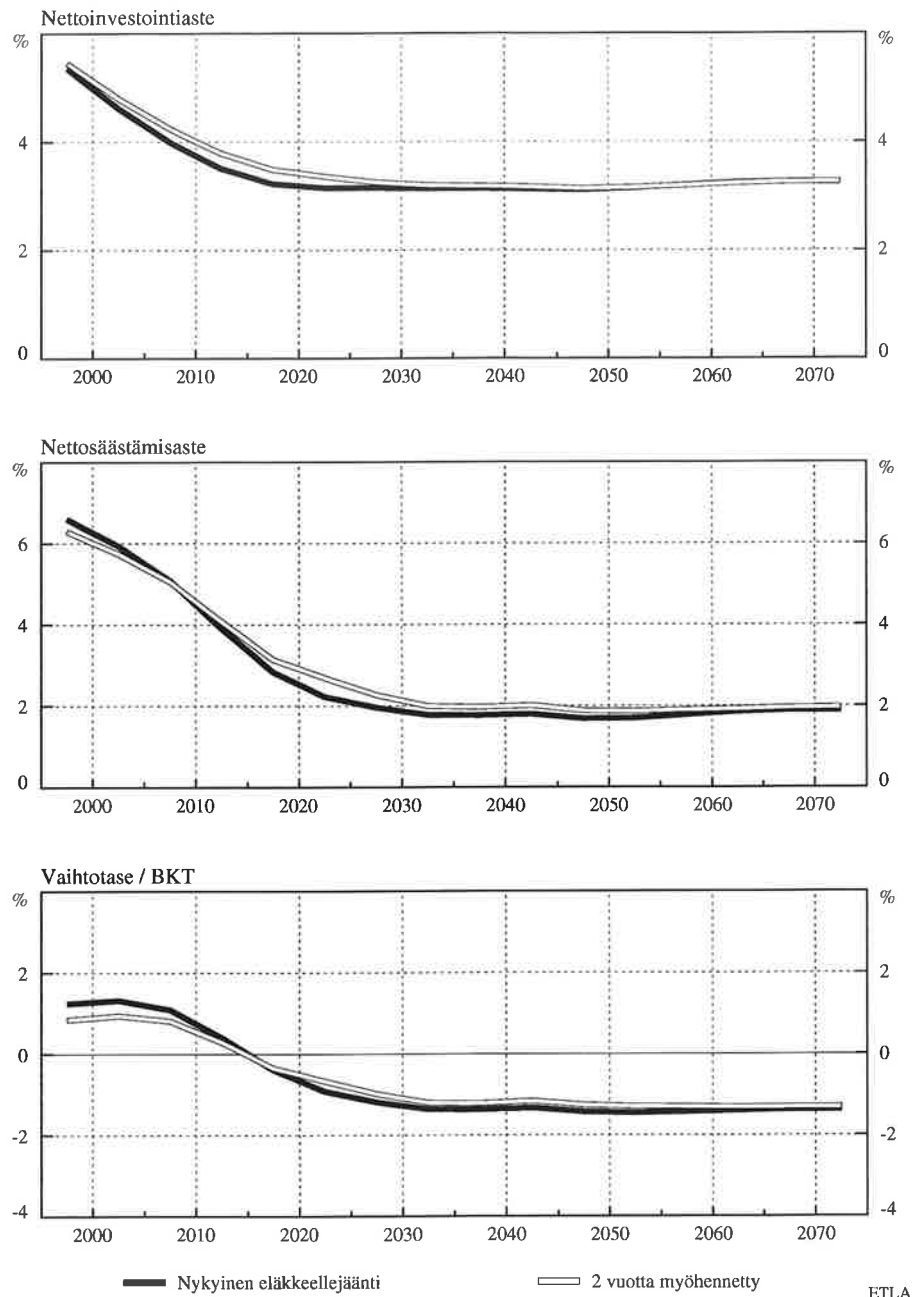 Nettoinvestointiaste
% %
4 4
2 2
0 0
2000 2010 2020 2030 2040 2050 2060 2070
Nettosäästämisaste
% %
6 6
4 4
2 2
0 0
2000 2010 2020 2030 2040 2050 2060 2070
Vaihtotase / BKT
% %
2 2
0 0
-2 -2
-4 -4
2000 2010 2020 2030 2040 2050 2060 2070
Nykyinen eläkkeellejäänti 2 vuotta myöhennetty
ETLA